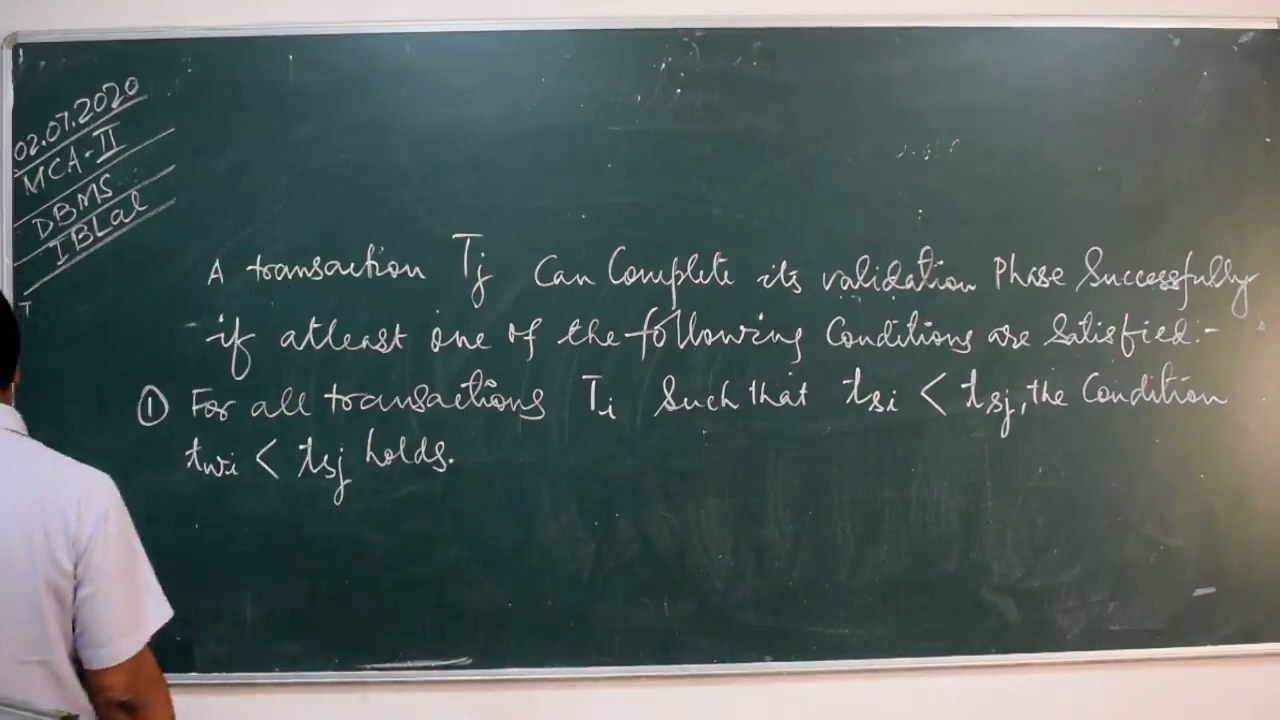 02.07.2020
MCA-II
DBMS
IBLal
A transaction Tj Can Complete its validation Phase Successfully
if atleast one of the following Conditions are Satisfied:-
① For all transactions Ti Such that tsi < tsj, the Condition
twi < tsj holds.